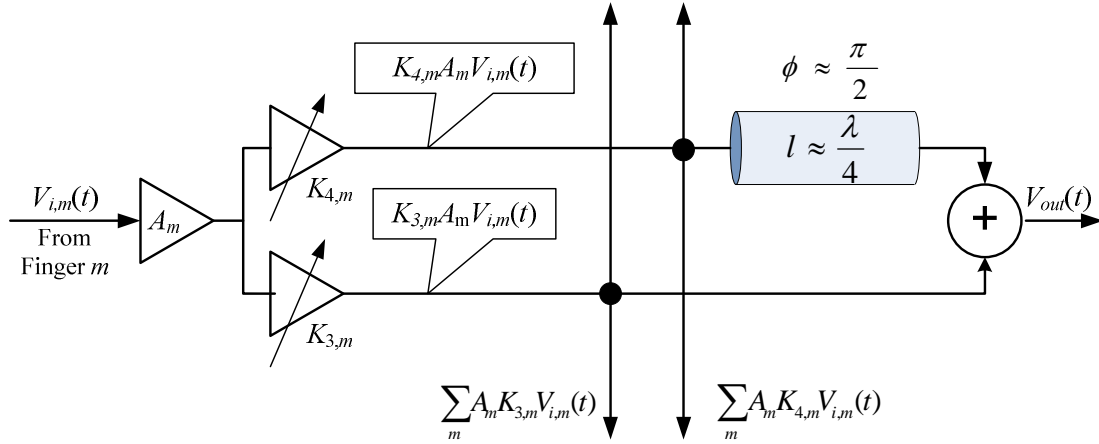 K4,mAmVi,m(t)
ϕ ≈ π/2
l ≈ λ/4
K4,m
Vi,m(t)
From
Finger m
Am
K3,mAmVi,m(t)
+
Vout(t)
K3,m
∑m AmK3,mVi,m(t)
∑m AmK4,mVi,m(t)